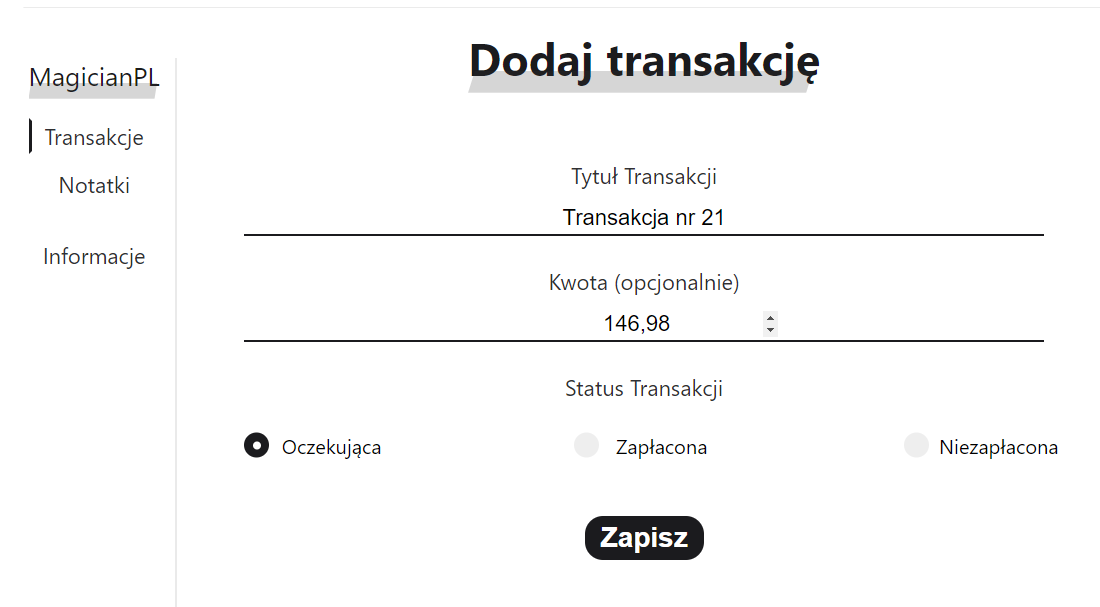 MagicianPL
Transakcje
Notatki
Informacje
Dodaj transakcję
Tytuł Transakcji
Transakcja nr 21
Kwota (opcjonalnie)
146,98
Status Transakcji
Oczekująca Zapłacona Niezapłacona
Zapisz